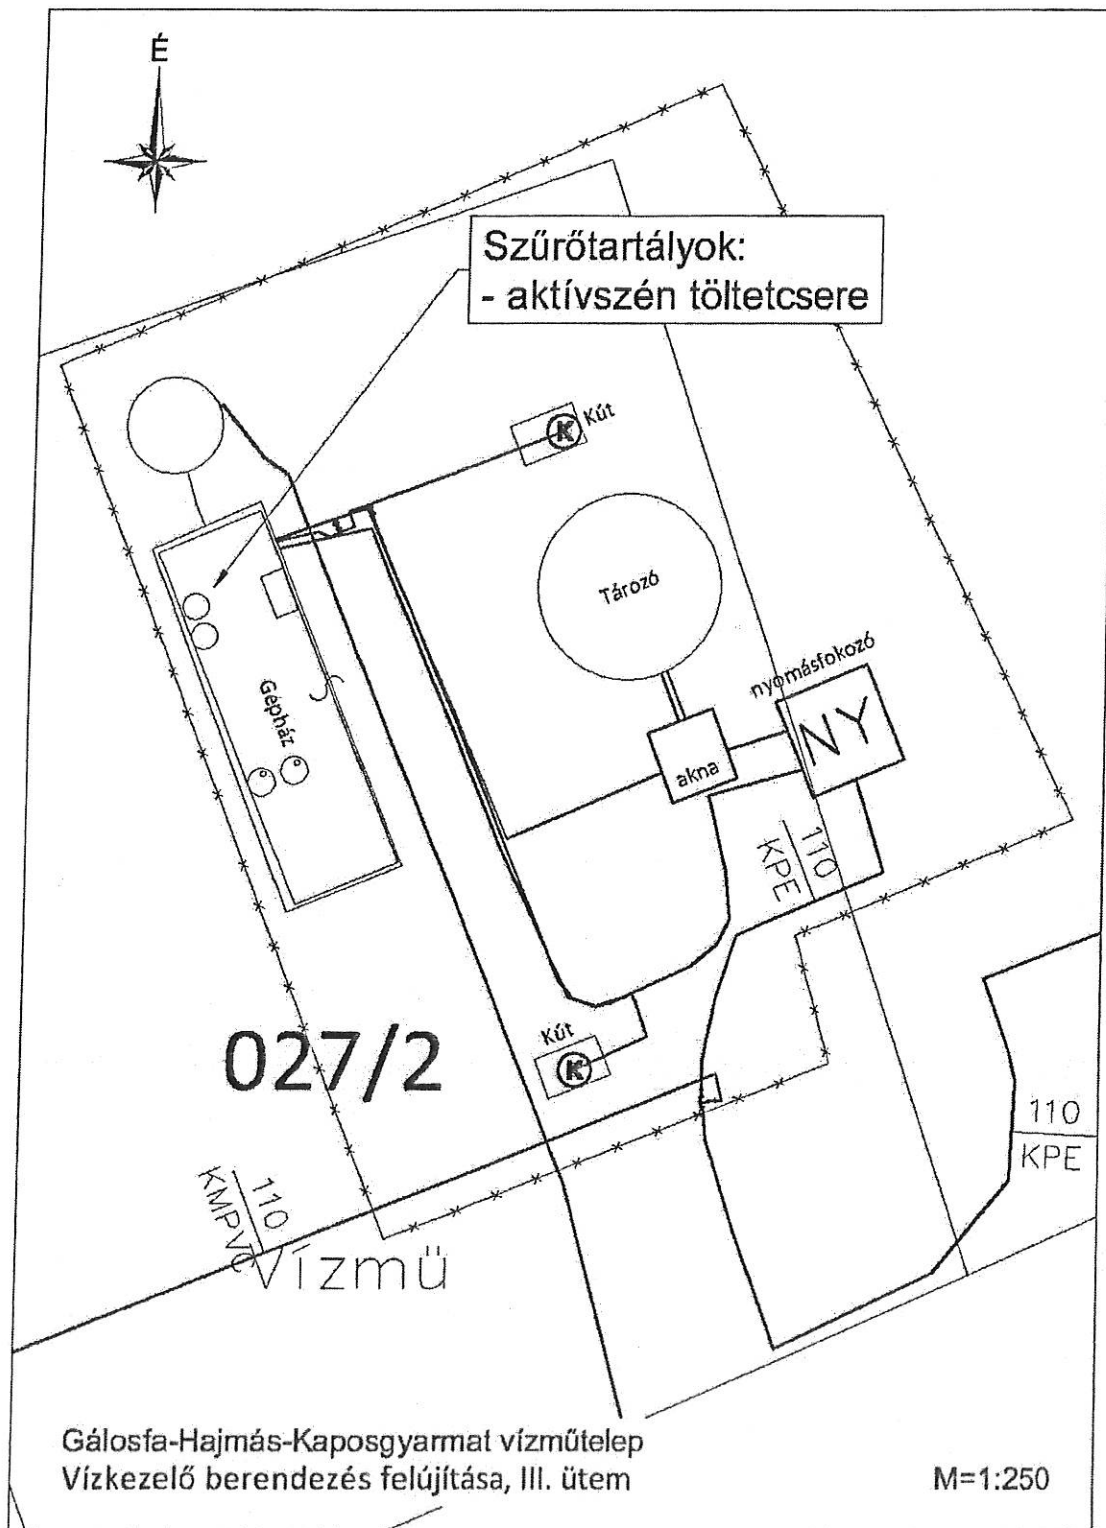 É
Szűrőtartályok:
- aktívszén töltetcsere
K Kút
Tározó
nyomásfokozó
NY
Gépház
akna
110
KPE
Kút
K
027/2
110
KPE
110
KMPVC
Vízmü
Gálosfa-Hajmás-Kaposgyarmat vízműtelep
Vízkezelő berendezés felújítása, III. ütem
M=1:250